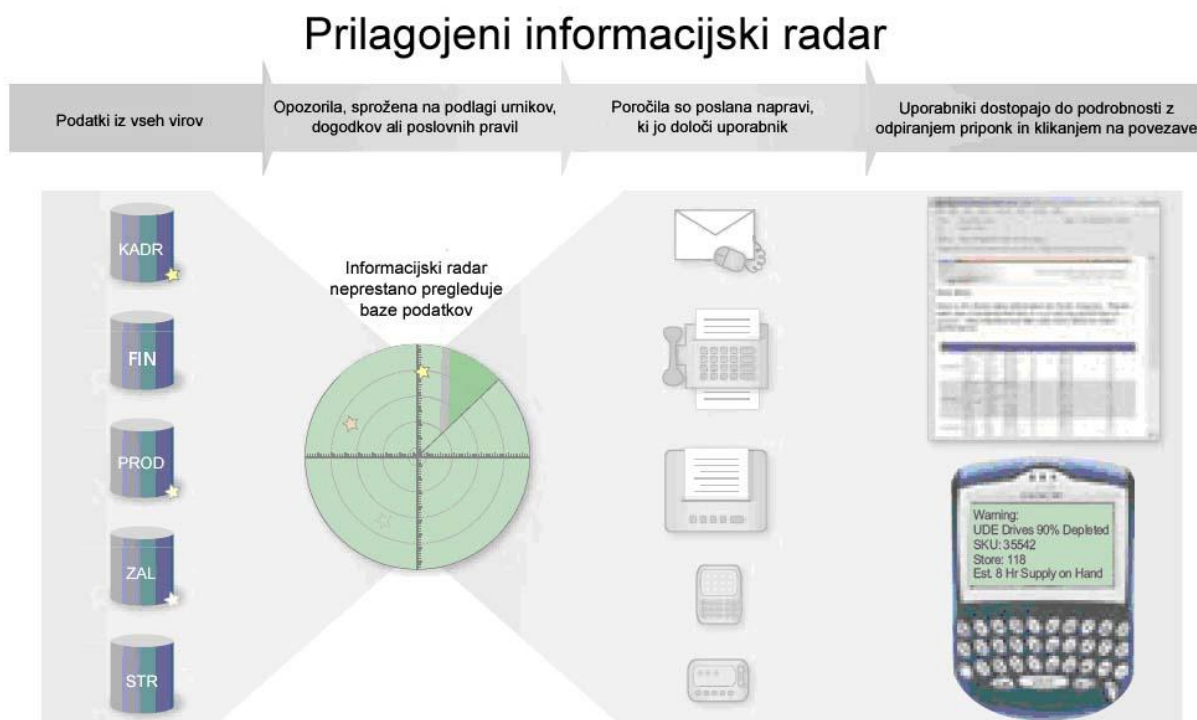 Prilagojeni informacijski radar
Podatki iz vseh virov
Opozorila, sprožena na podlagi urnikov,
dogodkov ali poslovnih pravil
Poročila so poslana napravi,
ki jo določi uporabnik
Uporabniki dostopajo do podrobnosti z
odpiranjem priponk in klikanjem na povezave
KADR
FIN
PROD
ZAL
STR
Informacijski radar
neprestano pregleduje
baze podatkov
Warning:
UDE Drives 90% Depleted
SKU: 35542
Store: 118
Est. 8 Hr Supply on Hand